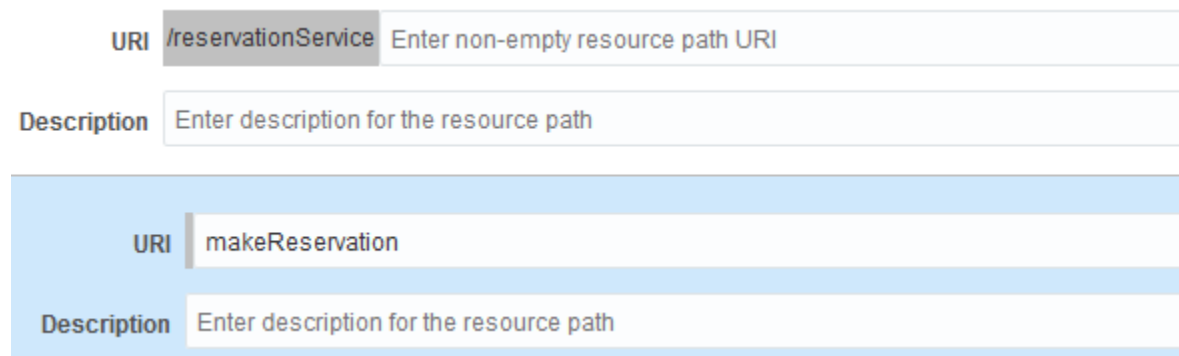 URI /reservationService Enter non-empty resource path URI
Description Enter description for the resource path
URI makeReservation
Description Enter description for the resource path